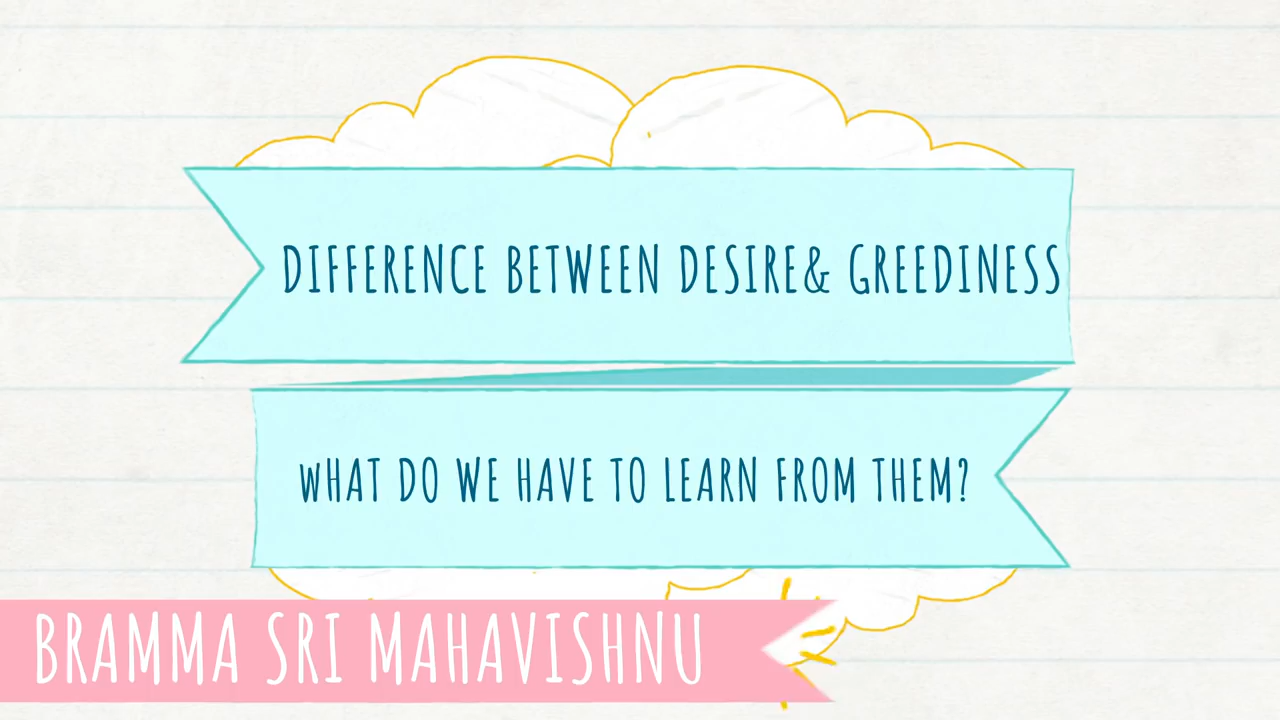 DIFFERENCE BETWEEN DESIRE& GREEDINESS
wHAT DO WE HAVE TO LEARN FROM THEM?
BRAMMA SRI MAHAVISHNU